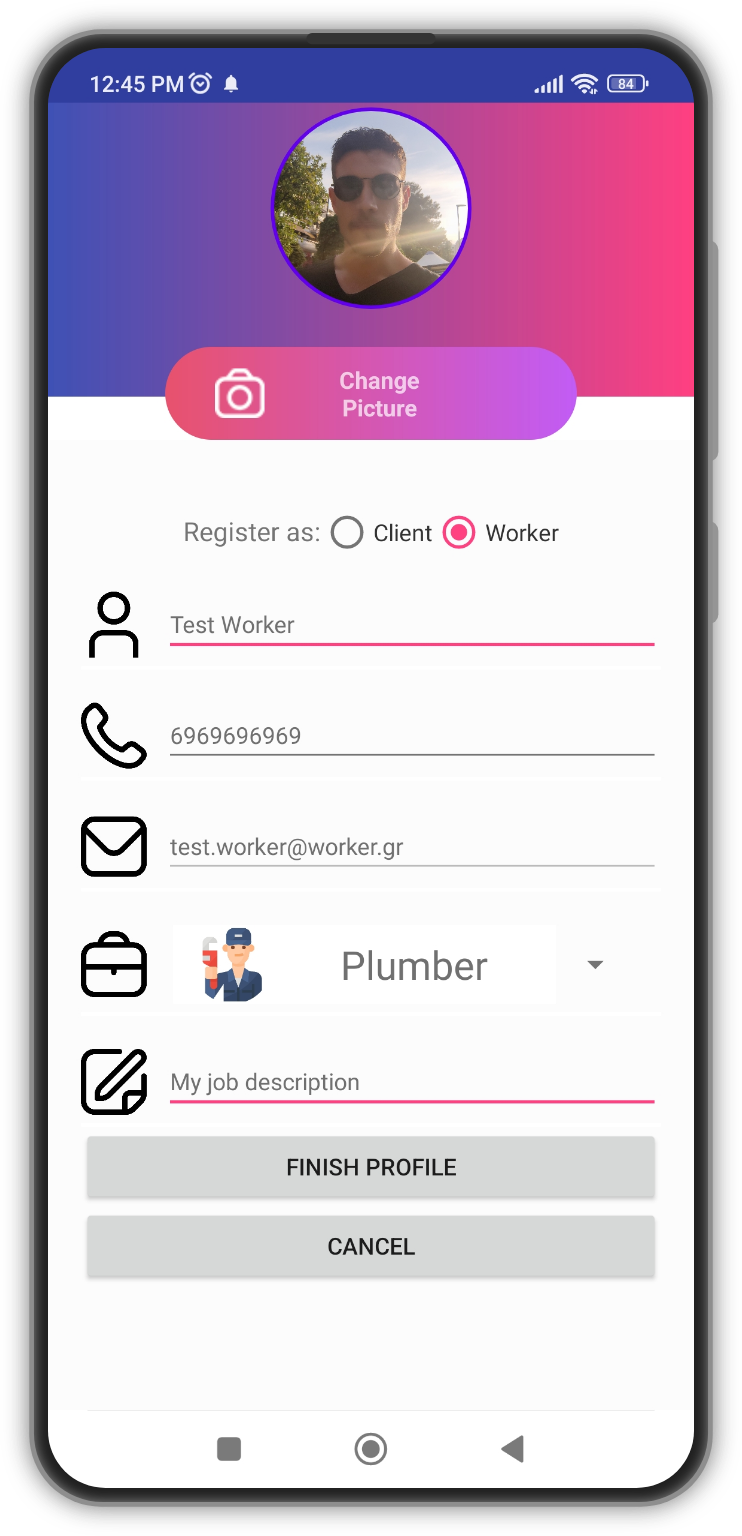 12:45 PM 84
Change
Picture
Register as: Client Worker
Test Worker
6969696969
test.worker@worker.gr
Plumber
My job description
FINISH PROFILE
CANCEL